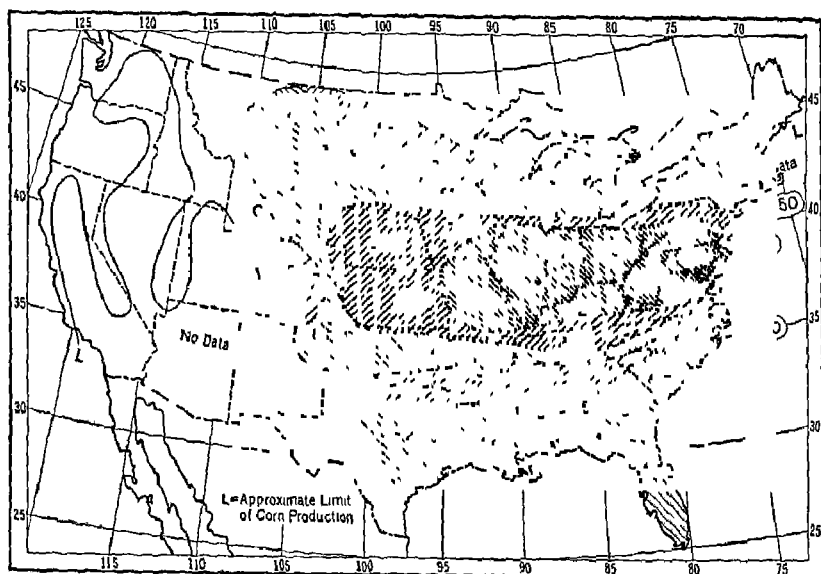 125 120 115 110 105 100 95 90 85 80 75 70
45 45
L
ata
40 40
50
L
35 35
No Data
L
30 30
L=Approximate Limit
of Corn Production
25 25
115 110 105 100 95 90 85 80 75